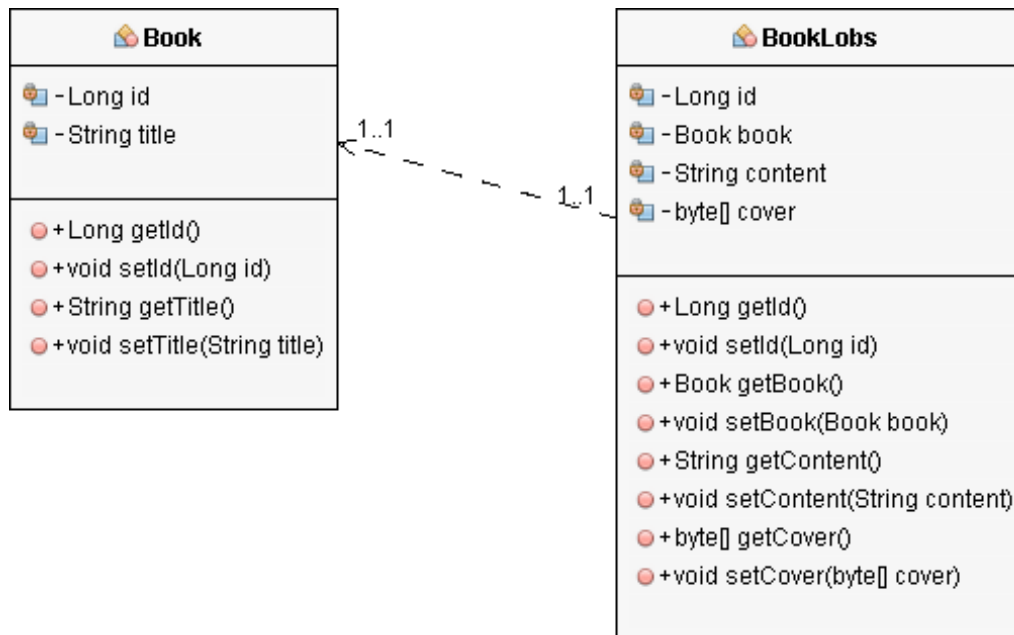 Book
-Long id
-String title
+Long getId()
+void setId(Long id)
+String getTitle()
+void setTitle(String title)
1..1
1..1
BookLobs
-Long id
-Book book
-String content
-byte[] cover
+Long getId()
+void setId(Long id)
+Book getBook()
+void setBook(Book book)
+String getContent()
+void setContent(String content)
+byte[] getCover()
+void setCover(byte[] cover)